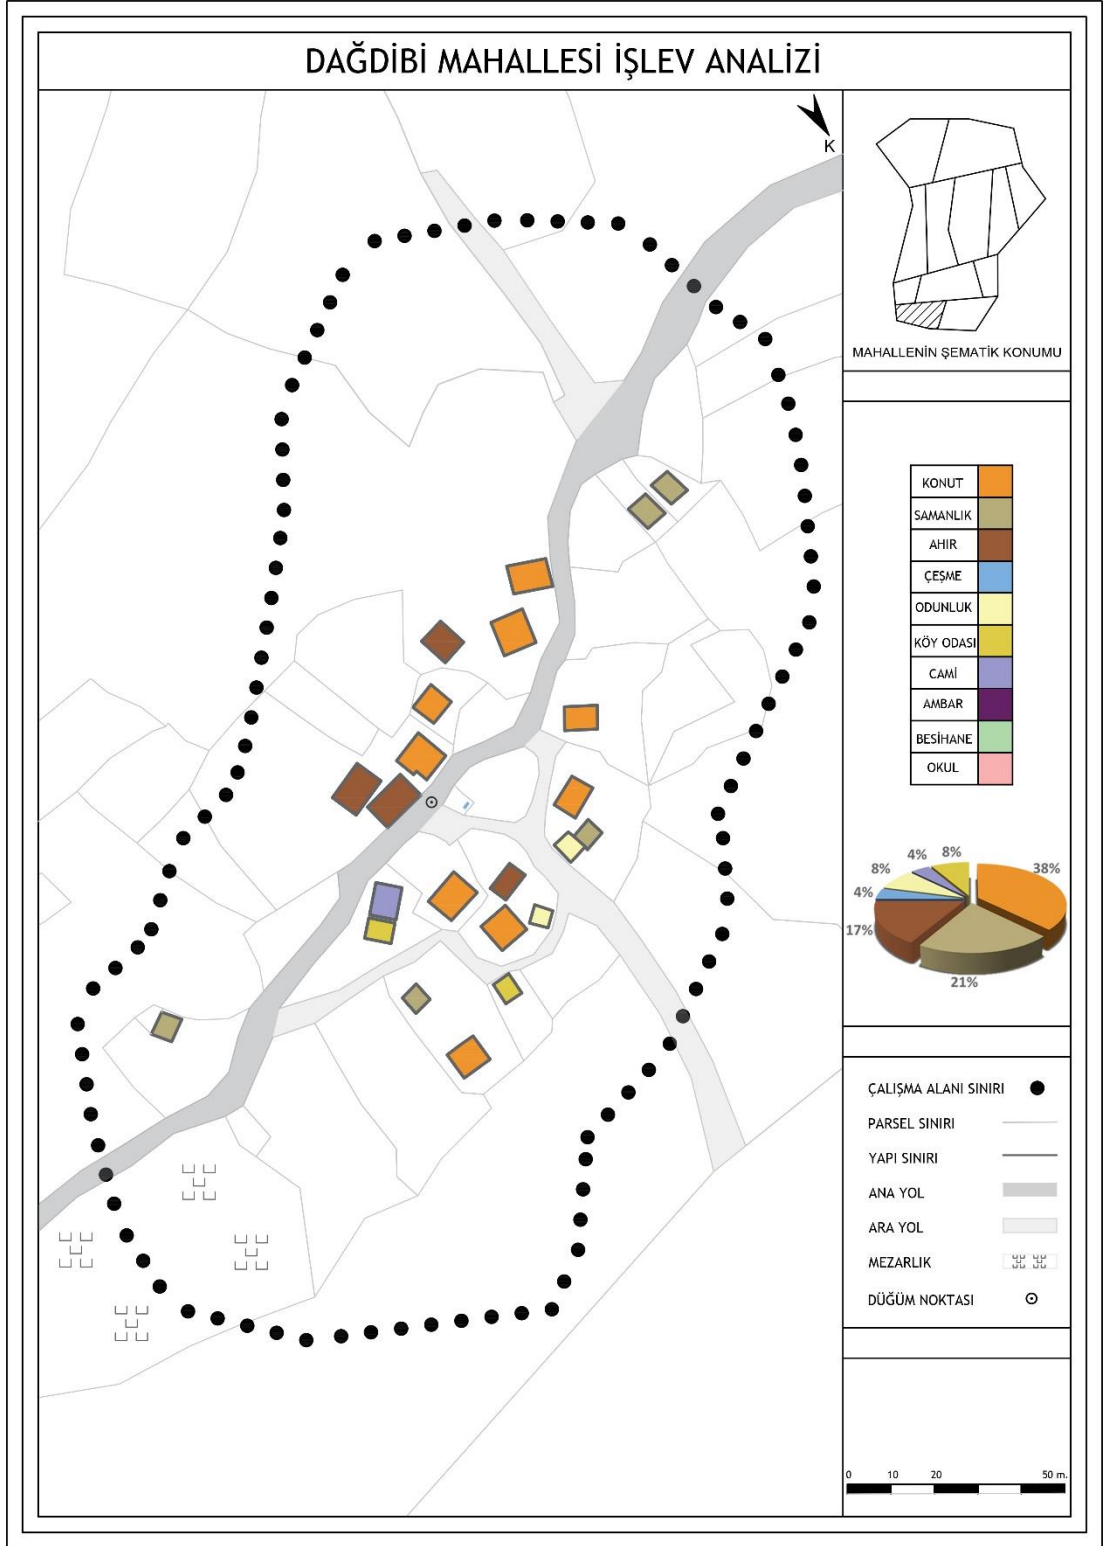 DAĞDİBİ MAHALLESİ İŞLEV ANALİZİ
K
MAHALLENİN ŞEMATİK KONUMU
KONUT
SAMANLIK
AHIR
ÇEŞME
ODUNLUK
KÖY ODASI
CAMİ
AMBAR
BESİHANE
OKUL
38%
21%
17%
4%
8%
4%
8%
ÇALIŞMA ALANI SINIRI
PARSEL SINIRI
YAPI SINIRI
ANA YOL
ARA YOL
MEZARLIK
DÜĞÜM NOKTASI
0 10 20 50 m.